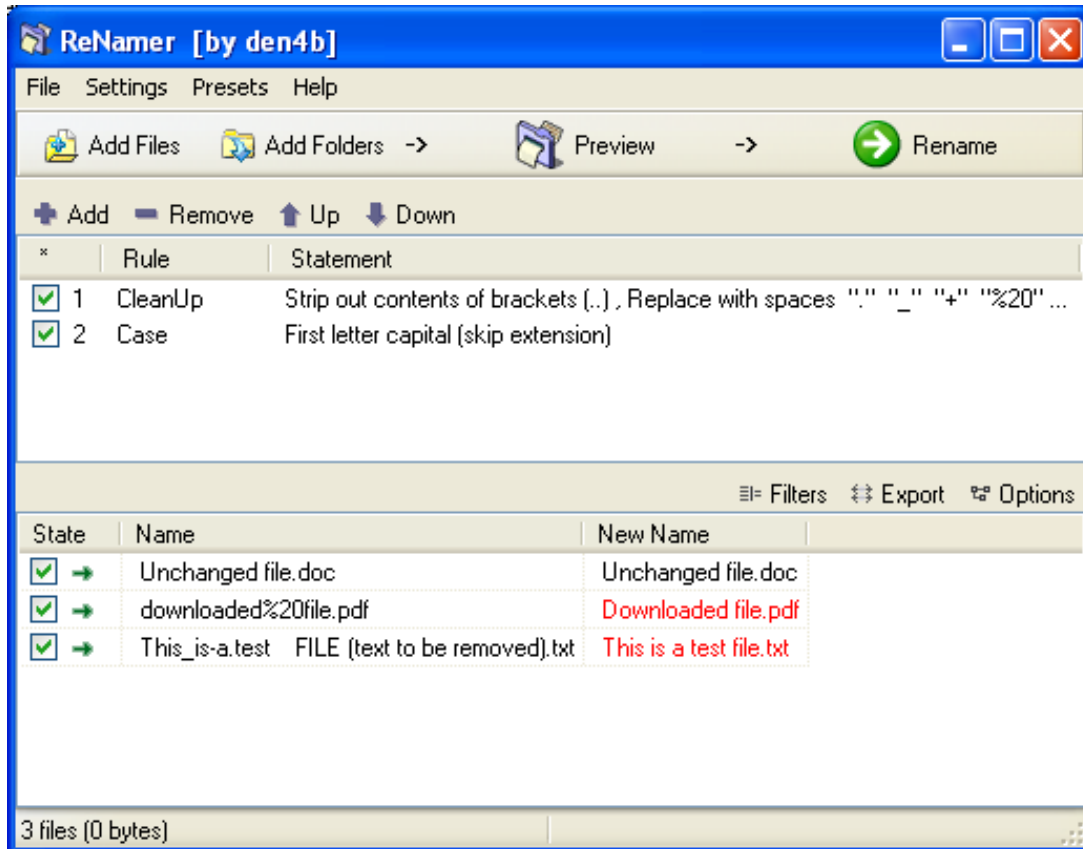 ReNamer [by den4b]
File Settings Presets Help
Add Files Add Folders -> Preview -> Rename
Add Remove Up Down
* Rule Statement
1 CleanUp Strip out contents of brackets (..) , Replace with spaces "." "_" "+" "%20" ...
2 Case First letter capital (skip extension)
Filters Export Options
State Name New Name
Unchanged file.doc Unchanged file.doc
downloaded%20file.pdf Downloaded file.pdf
This_is-a.test    FILE (text to be removed).txt This is a test file.txt
3 files (0 bytes)